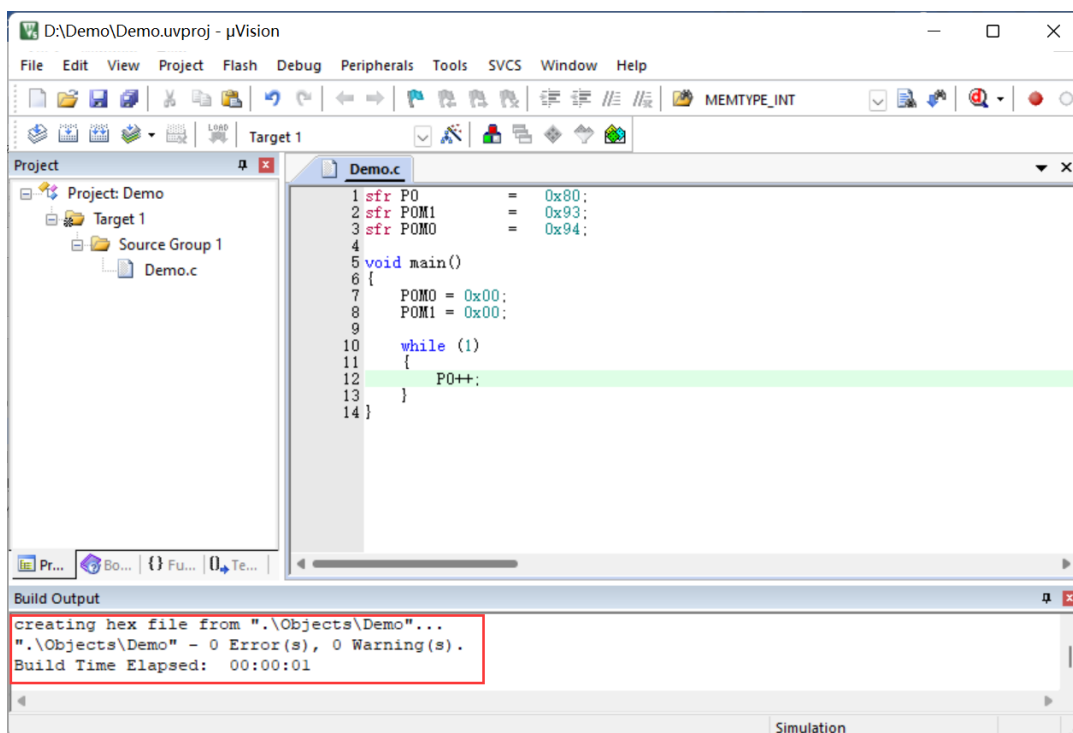 D:\Demo\Demo.uvproj - µVision
File Edit View Project Flash Debug Peripherals Tools SVCS Window Help
MEMTYPE_INT
LOAD Target 1
Project
Project: Demo
Target 1
Source Group 1
Demo.c
Pr... Bo... {} Fu... Te...
Demo.c
1 sfr P0 = 0x80;
2 sfr P0M1 = 0x93;
3 sfr P0M0 = 0x94;
4
5 void main()
6 {
7 P0M0 = 0x00;
8 P0M1 = 0x00;
9
10 while (1)
11 {
12 P0++;
13 }
14 }
Build Output
creating hex file from ".\Objects\Demo"...
".\Objects\Demo" - 0 Error(s), 0 Warning(s).
Build Time Elapsed: 00:00:01
Simulation